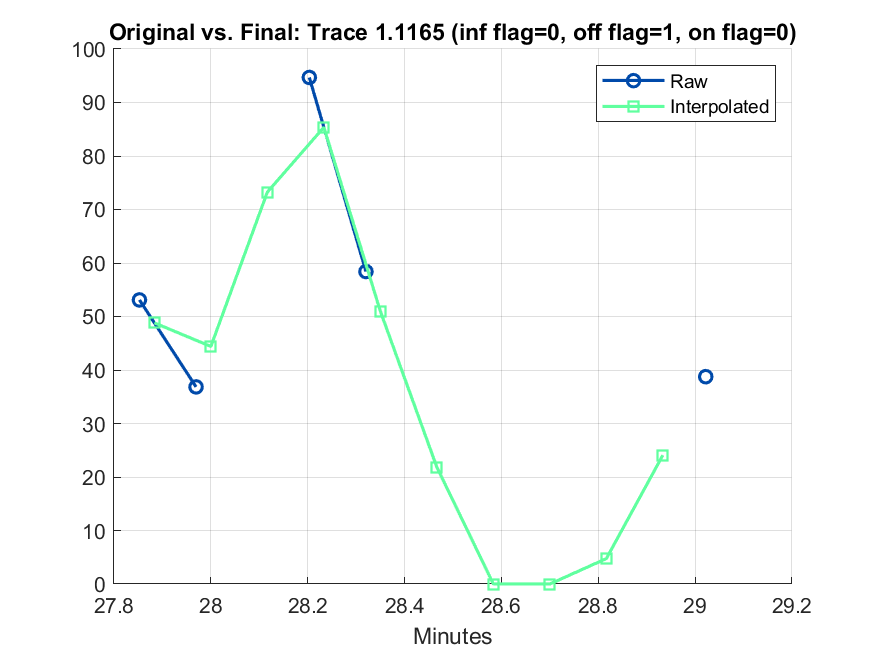 Original vs. Final: Trace 1.1165 (inf flag=0, off flag=1, on flag=0)
100
90
80
70
60
50
40
30
20
10
0
Raw
Interpolated
27.8 28 28.2 28.4 28.6 28.8 29 29.2
Minutes